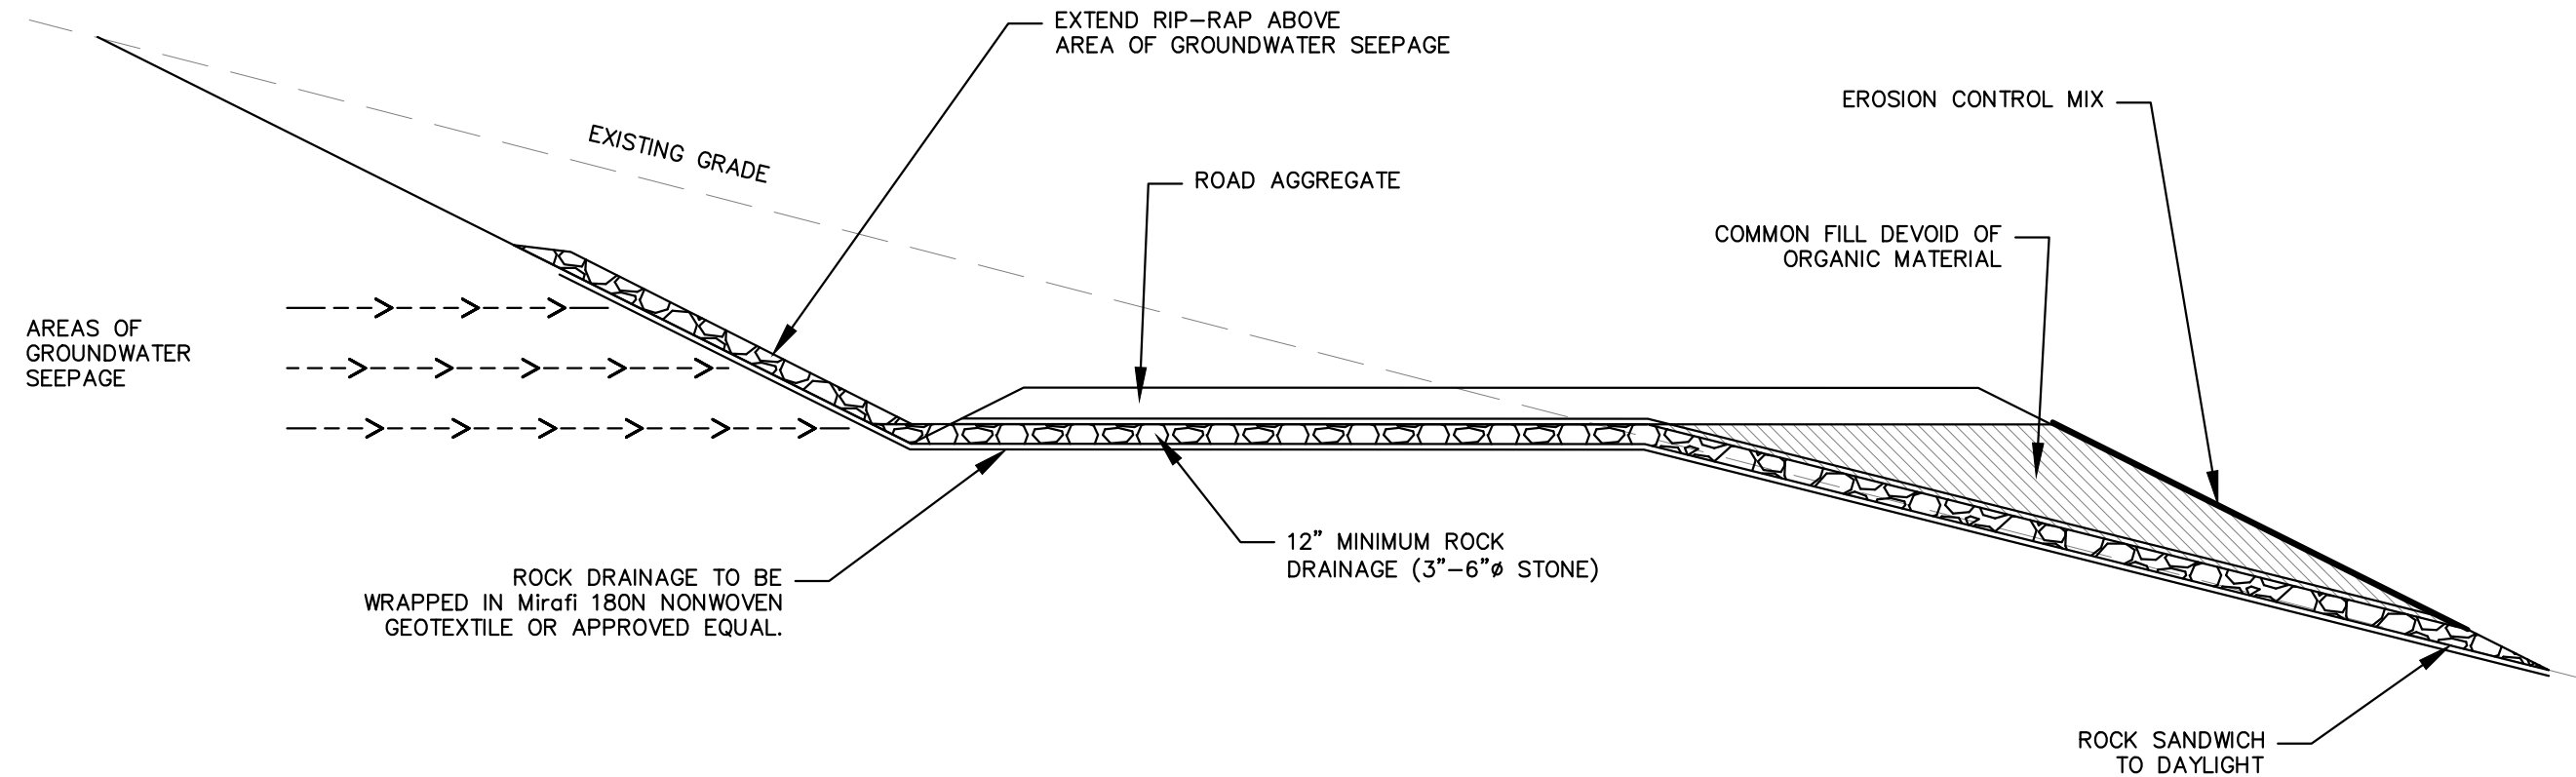 EXTEND RIP-RAP ABOVE
AREA OF GROUNDWATER SEEPAGE
EROSION CONTROL MIX
EXISTING GRADE
ROAD AGGREGATE
COMMON FILL DEVOID OF
ORGANIC MATERIAL
AREAS OF
GROUNDWATER
SEEPAGE
12" MINIMUM ROCK
DRAINAGE (3"-6"ø STONE)
ROCK DRAINAGE TO BE
WRAPPED IN Mirafi 180N NONWOVEN
GEOTEXTILE OR APPROVED EQUAL.
ROCK SANDWICH
TO DAYLIGHT